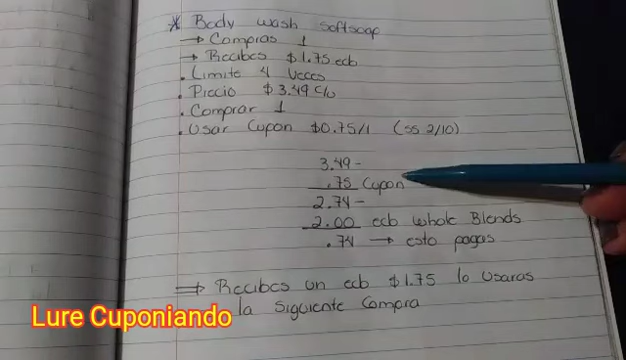 * Body wash softsoap
→ Compras 1
→ Recibes $1.75 ecb
. Limite 4 Veces
. Precio $3.49 c/u
. Comprar 1
. Usar Cupon $0.75/1 (SS 2/10)
3.49 -
.75 Cupon
2.74 -
2.00 ecb Whole Blends
.74 → esto pagas
⇒ Recibes un ecb $1.75 lo Usaras
la Siguiente Compra
Lure Cuponiando